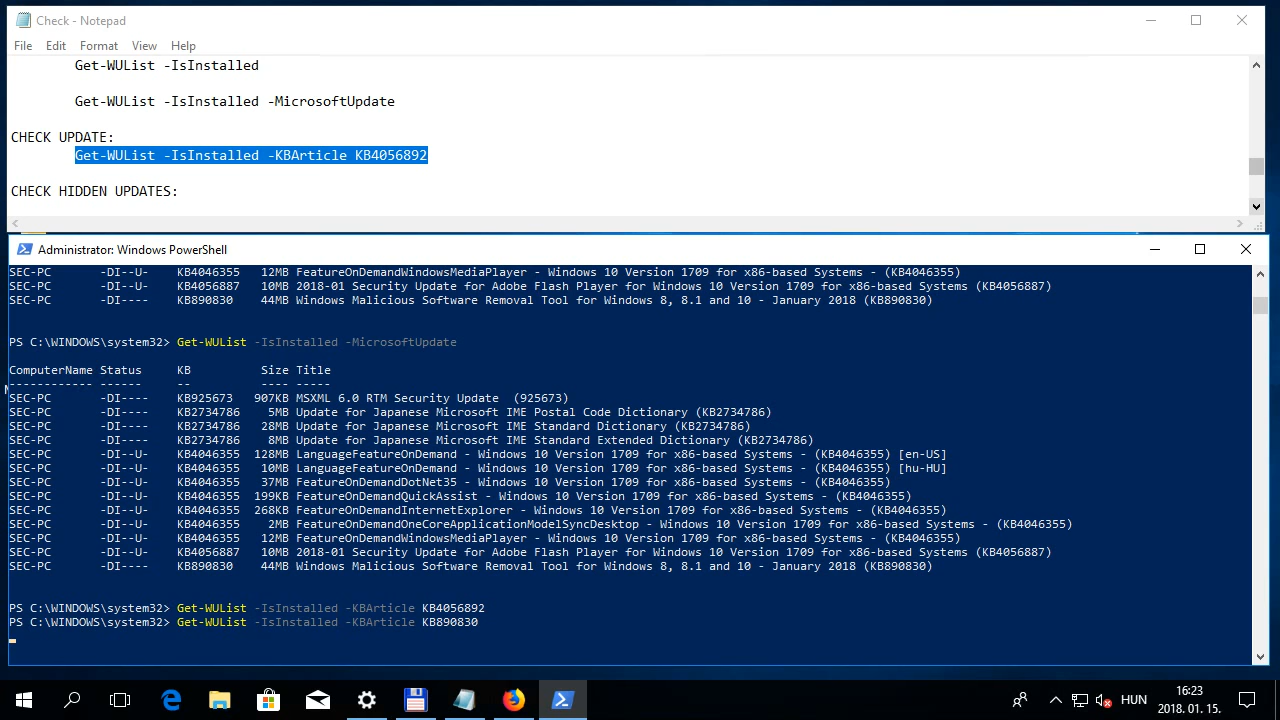 Check - Notepad
File Edit Format View Help
Get-WUList -IsInstalled
Get-WUList -IsInstalled -MicrosoftUpdate
CHECK UPDATE:
Get-WUList -IsInstalled -KBArticle KB4056892
CHECK HIDDEN UPDATES:
Administrator: Windows PowerShell
SEC-PC -DI--U- KB4046355 12MB FeatureOnDemandWindowsMediaPlayer - Windows 10 Version 1709 for x86-based Systems - (KB4046355)
SEC-PC -DI--U- KB4056887 10MB 2018-01 Security Update for Adobe Flash Player for Windows 10 Version 1709 for x86-based Systems (KB4056887)
SEC-PC -DI---- KB890830 44MB Windows Malicious Software Removal Tool for Windows 8, 8.1 and 10 - January 2018 (KB890830)
PS C:\WINDOWS\system32> Get-WUList -IsInstalled -MicrosoftUpdate
ComputerName Status KB Size Title
------------ ------ -- ---- -----
SEC-PC -DI---- KB925673 907KB MSXML 6.0 RTM Security Update (925673)
SEC-PC -DI---- KB2734786 5MB Update for Japanese Microsoft IME Postal Code Dictionary (KB2734786)
SEC-PC -DI---- KB2734786 28MB Update for Japanese Microsoft IME Standard Dictionary (KB2734786)
SEC-PC -DI---- KB2734786 8MB Update for Japanese Microsoft IME Standard Extended Dictionary (KB2734786)
SEC-PC -DI--U- KB4046355 128MB LanguageFeatureOnDemand - Windows 10 Version 1709 for x86-based Systems - (KB4046355) [en-US]
SEC-PC -DI--U- KB4046355 10MB LanguageFeatureOnDemand - Windows 10 Version 1709 for x86-based Systems - (KB4046355) [hu-HU]
SEC-PC -DI--U- KB4046355 37MB FeatureOnDemandDotNet35 - Windows 10 Version 1709 for x86-based Systems - (KB4046355)
SEC-PC -DI--U- KB4046355 199KB FeatureOnDemandQuickAssist - Windows 10 Version 1709 for x86-based Systems - (KB4046355)
SEC-PC -DI--U- KB4046355 268KB FeatureOnDemandInternetExplorer - Windows 10 Version 1709 for x86-based Systems - (KB4046355)
SEC-PC -DI--U- KB4046355 2MB FeatureOnDemandOneCoreApplicationModelSyncDesktop - Windows 10 Version 1709 for x86-based Systems - (KB4046355)
SEC-PC -DI--U- KB4046355 12MB FeatureOnDemandWindowsMediaPlayer - Windows 10 Version 1709 for x86-based Systems - (KB4046355)
SEC-PC -DI--U- KB4056887 10MB 2018-01 Security Update for Adobe Flash Player for Windows 10 Version 1709 for x86-based Systems (KB4056887)
SEC-PC -DI---- KB890830 44MB Windows Malicious Software Removal Tool for Windows 8, 8.1 and 10 - January 2018 (KB890830)
PS C:\WINDOWS\system32> Get-WUList -IsInstalled -KBArticle KB4056892
PS C:\WINDOWS\system32> Get-WUList -IsInstalled -KBArticle KB890830
HUN
16:23
2018. 01. 15.